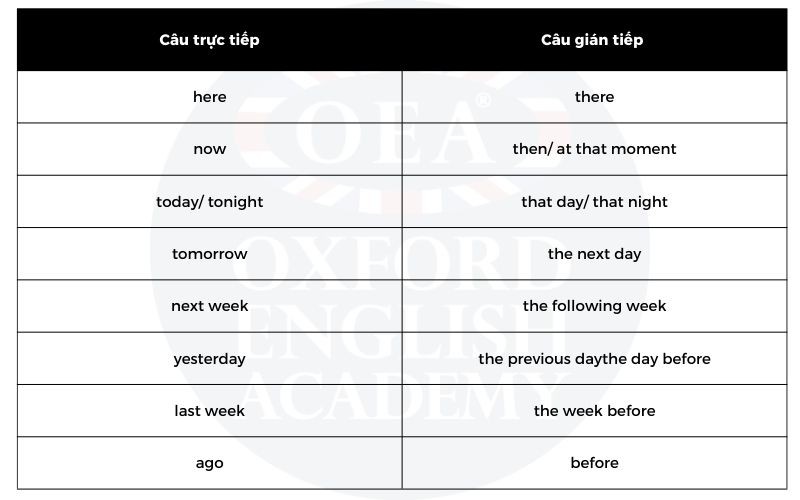 Câu trực tiếp Câu gián tiếp
here there
now then/ at that moment
today/ tonight that day/ that night
tomorrow the next day
next week the following week
yesterday the previous daythe day before
last week the week before
ago before
OEA®
OXFORD
ENGLISH
ACADEMY